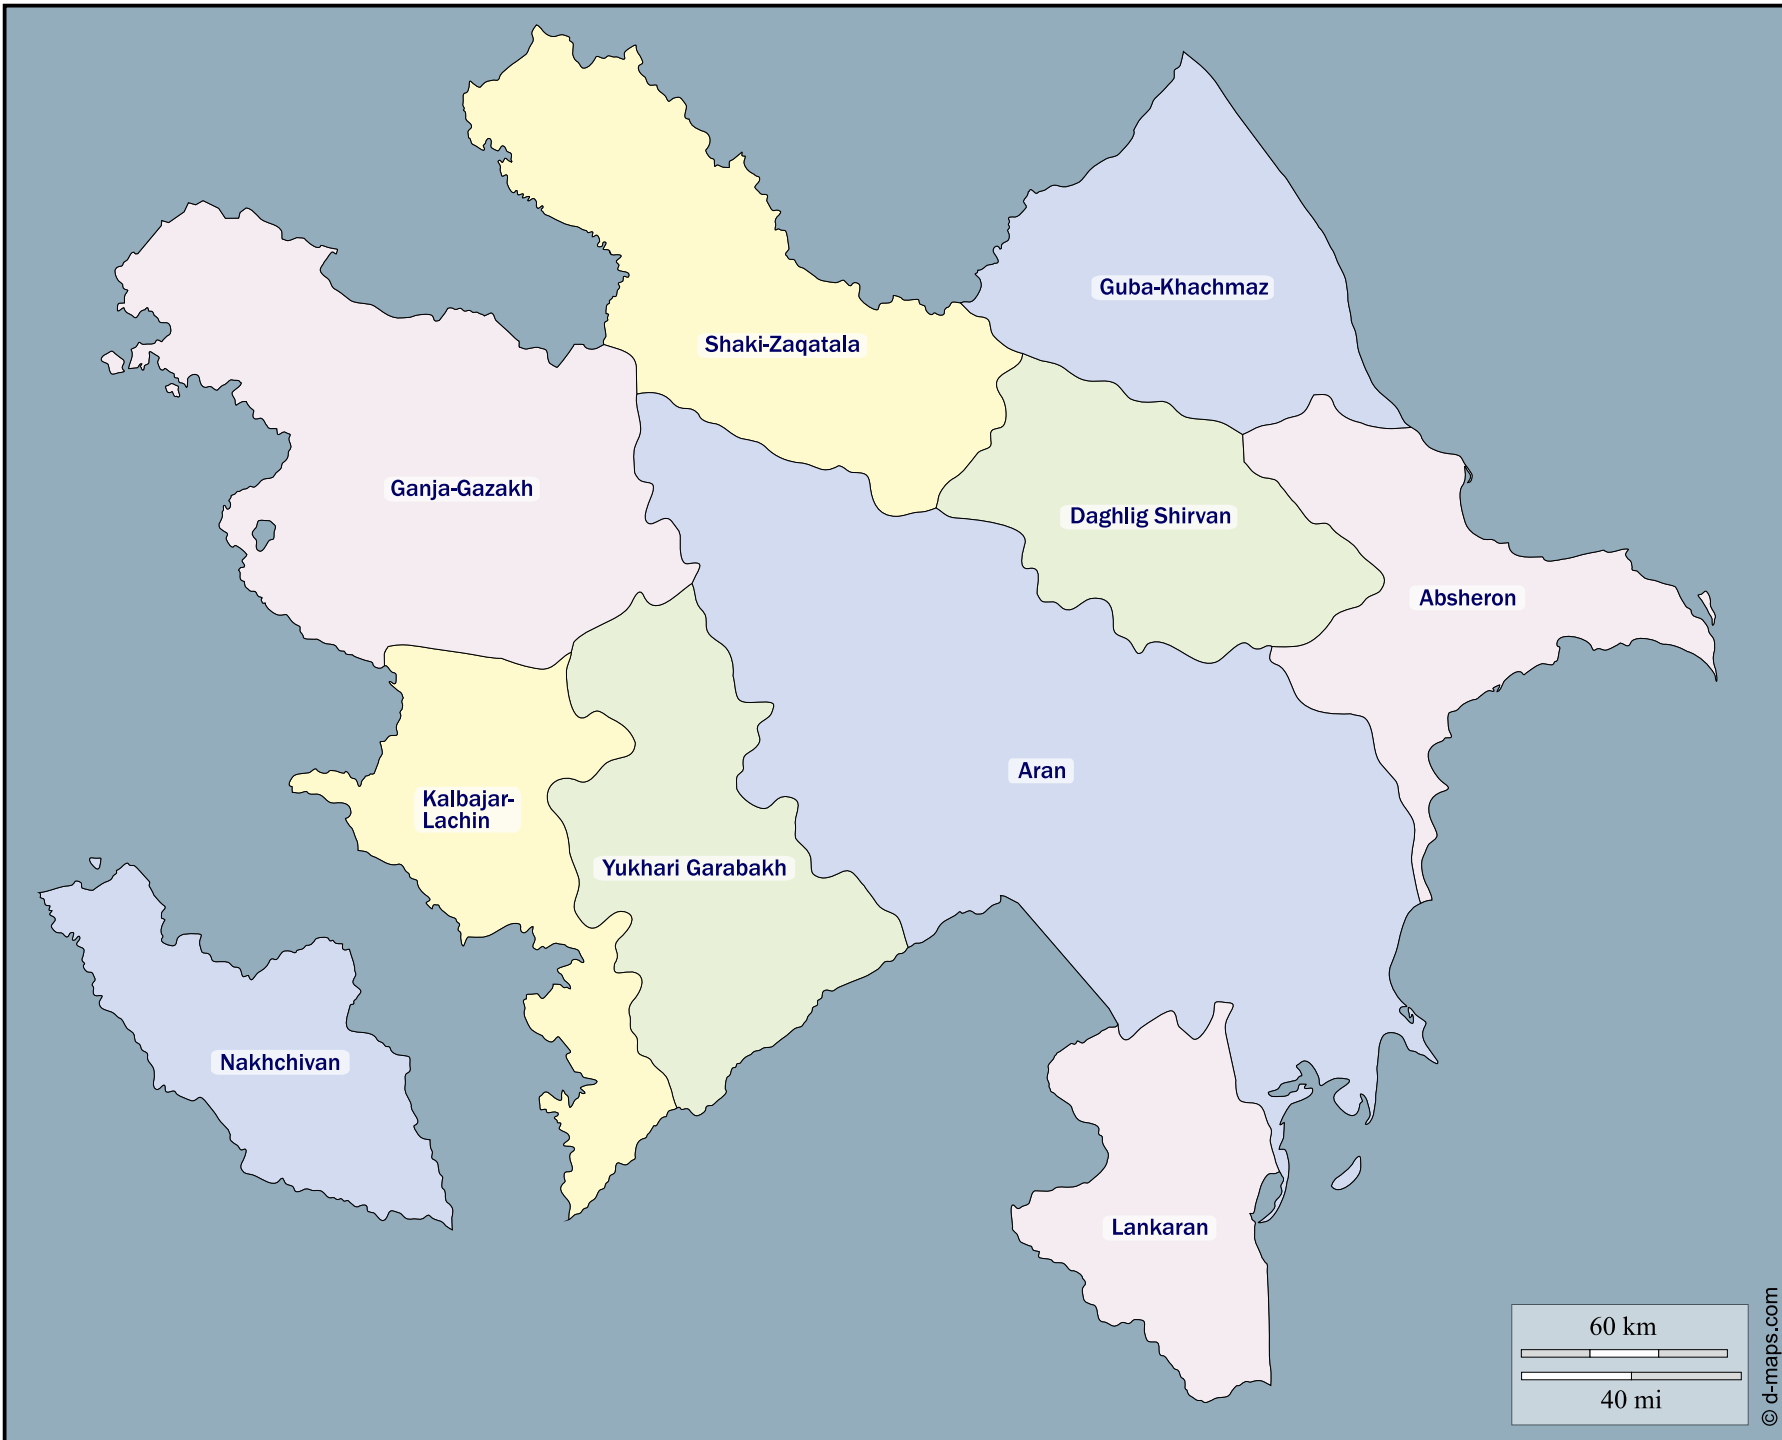 Guba-Khachmaz
Shaki-Zaqatala
Ganja-Gazakh
Daghlig Shirvan
Absheron
Aran
Kalbajar-
Lachin
Yukhari Garabakh
Nakhchivan
Lankaran
60 km
40 mi
© d-maps.com